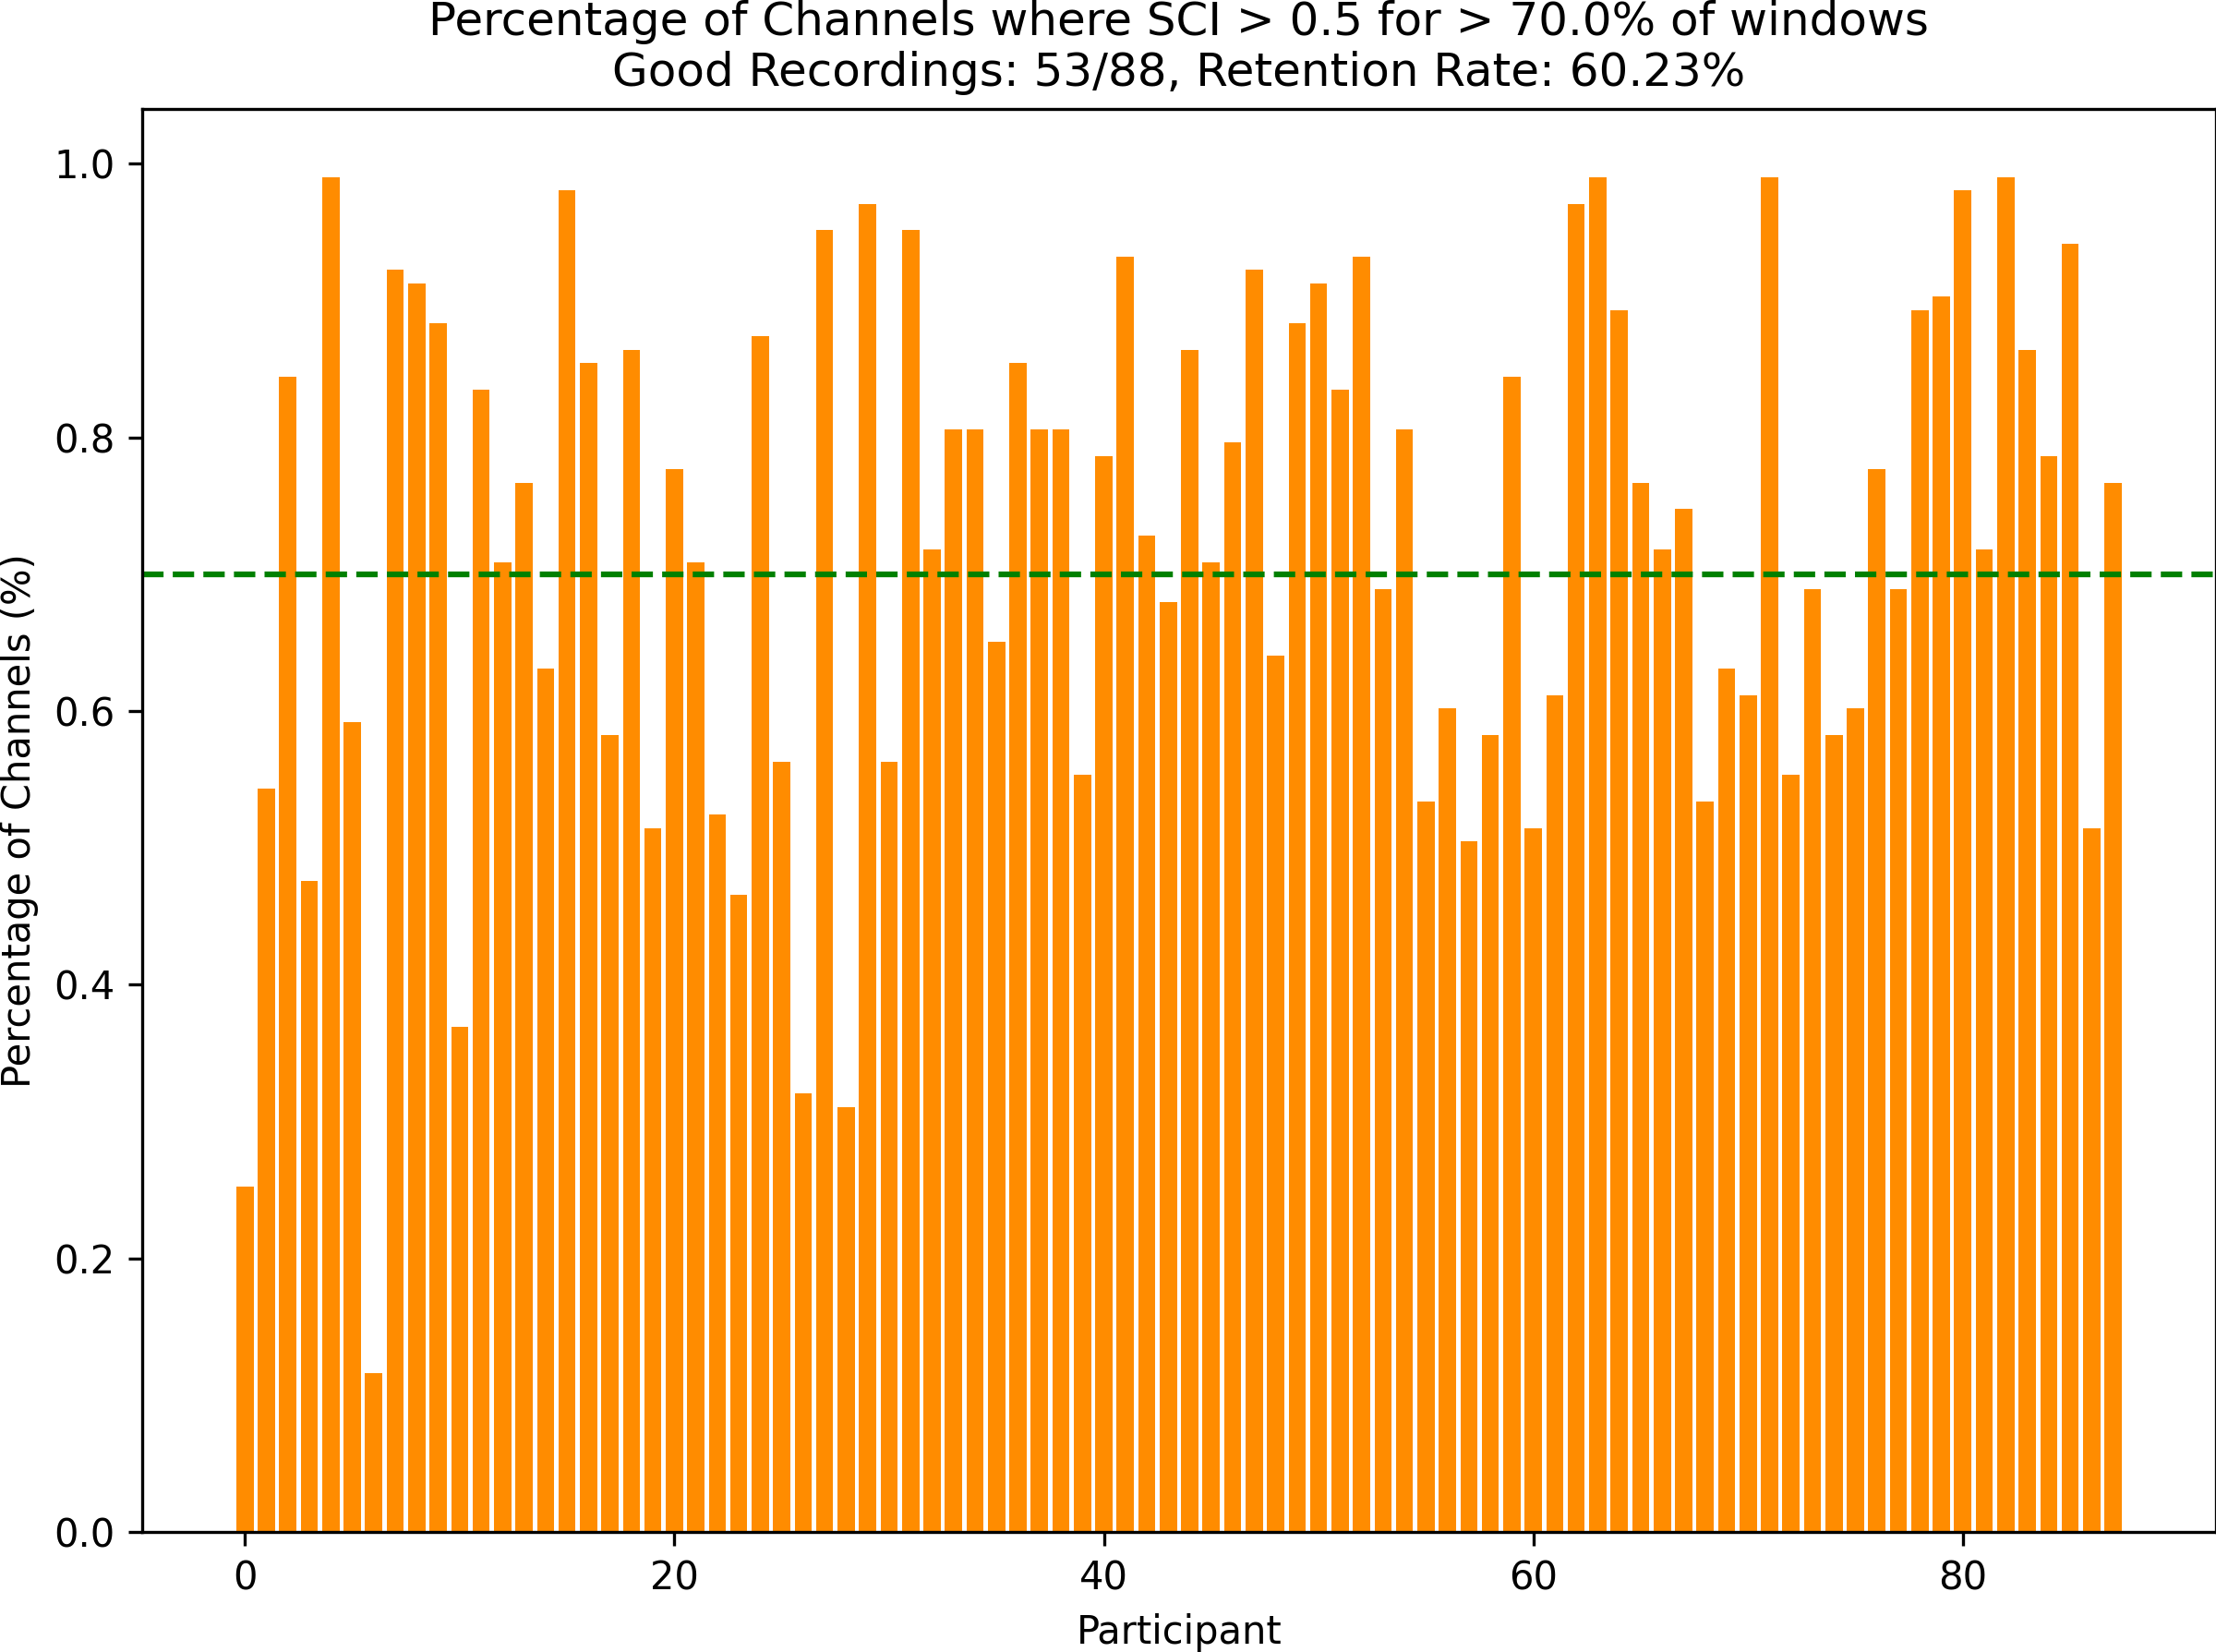 Percentage of Channels where SCI > 0.5 for > 70.0% of windows
Good Recordings: 53/88, Retention Rate: 60.23%
Percentage of Channels (%)
1.0
0.8
0.6
0.4
0.2
0.0
0
20
40
60
80
Participant